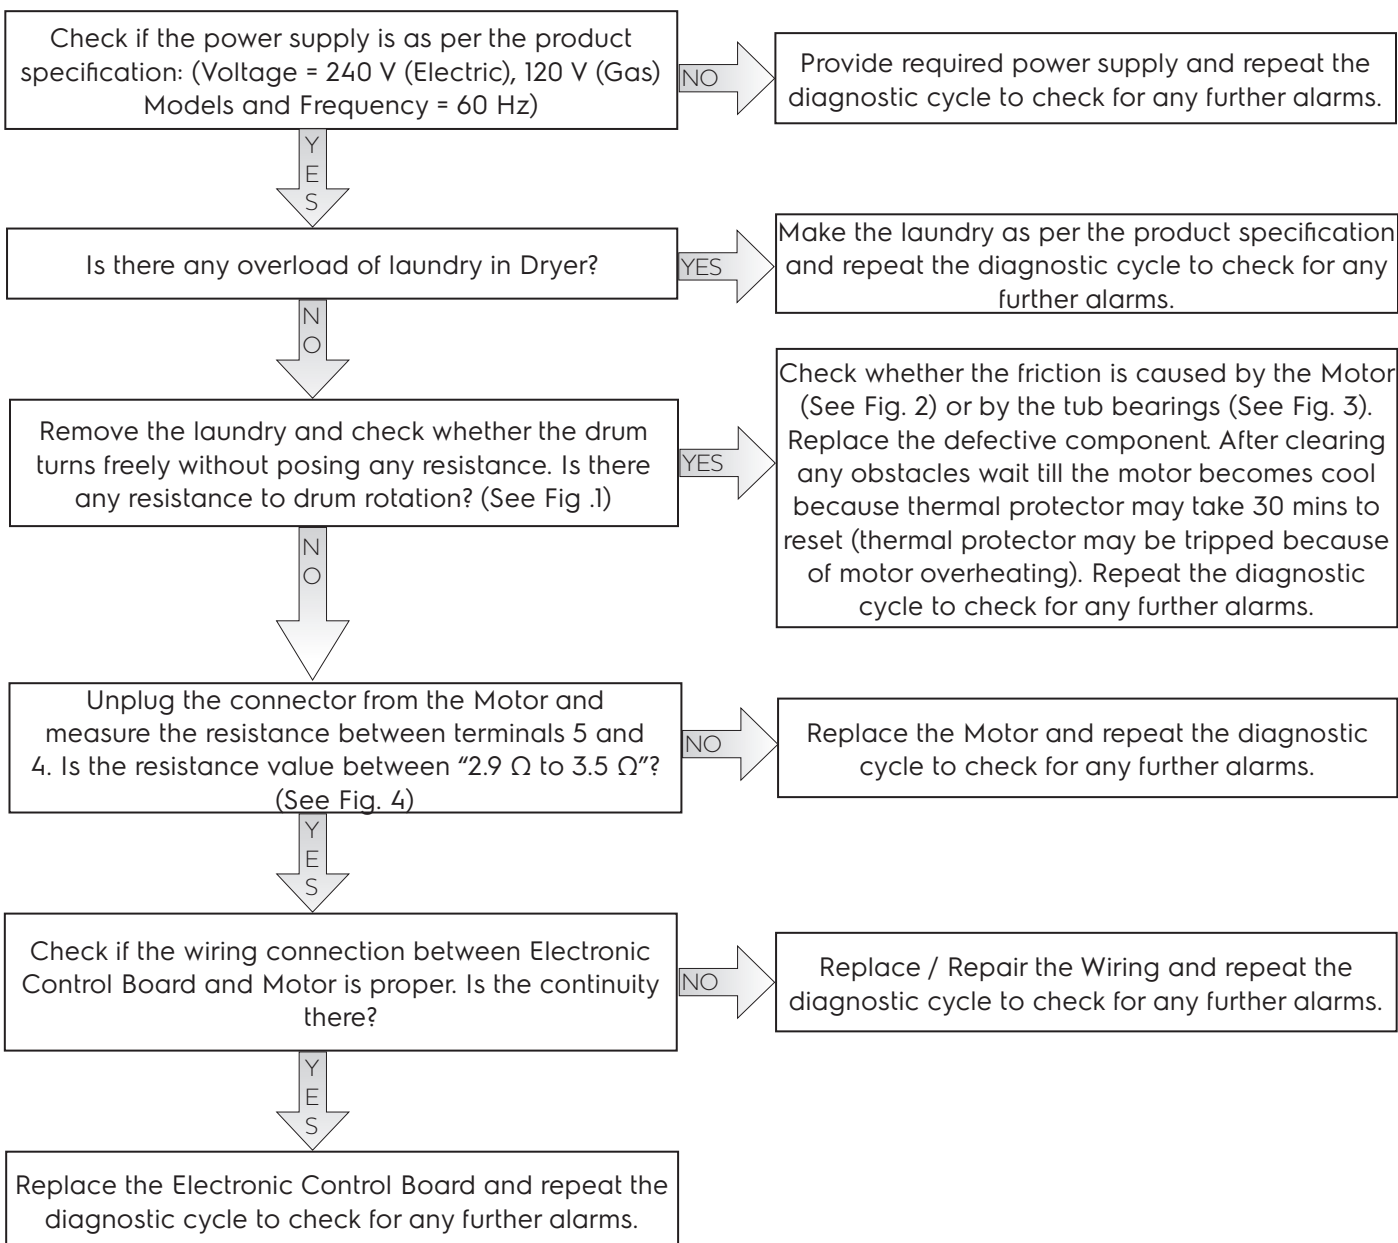 Check if the power supply is as per the product
specification: (Voltage = 240 V (Electric), 120 V (Gas)
Models and Frequency = 60 Hz)
NO
Provide required power supply and repeat the
diagnostic cycle to check for any further alarms.
YES
Is there any overload of laundry in Dryer?
YES
Make the laundry as per the product specification
and repeat the diagnostic cycle to check for any
further alarms.
NO
Remove the laundry and check whether the drum
turns freely without posing any resistance. Is there
any resistance to drum rotation? (See Fig .1)
YES
Check whether the friction is caused by the Motor
(See Fig. 2) or by the tub bearings (See Fig. 3).
Replace the defective component. After clearing
any obstacles wait till the motor becomes cool
because thermal protector may take 30 mins to
reset (thermal protector may be tripped because
of motor overheating). Repeat the diagnostic
cycle to check for any further alarms.
NO
Unplug the connector from the Motor and
measure the resistance between terminals 5 and
4. Is the resistance value between “2.9 Ω to 3.5 Ω”?
(See Fig. 4)
NO
Replace the Motor and repeat the diagnostic
cycle to check for any further alarms.
YES
Check if the wiring connection between Electronic
Control Board and Motor is proper. Is the continuity
there?
NO
Replace / Repair the Wiring and repeat the
diagnostic cycle to check for any further alarms.
YES
Replace the Electronic Control Board and repeat the
diagnostic cycle to check for any further alarms.